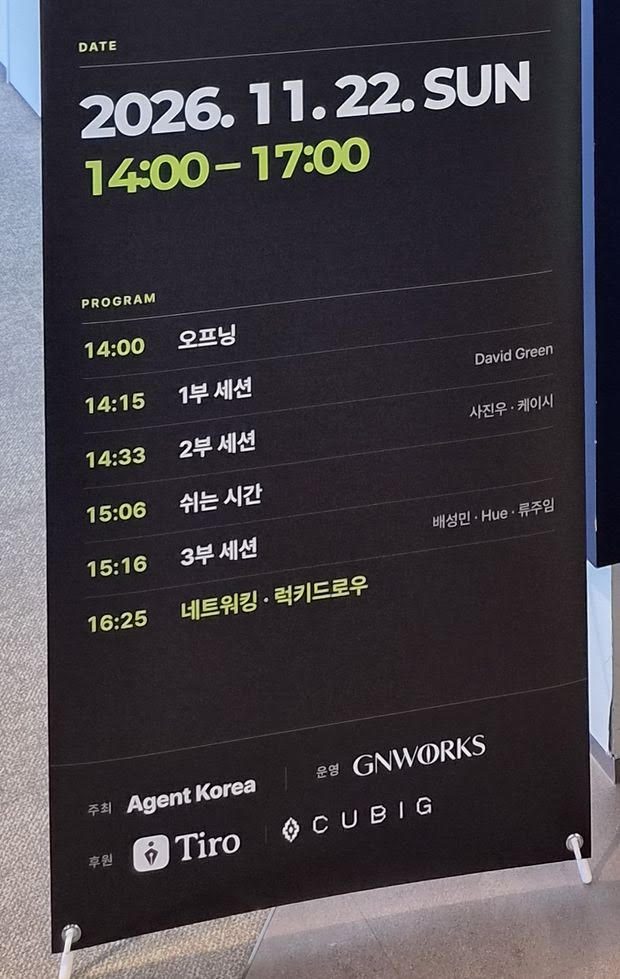 DATE
2026. 11. 22. SUN
14:00 – 17:00
PROGRAM
14:00 오프닝
14:15 1부 세션 David Green
14:33 2부 세션 사진우 · 케이시
15:06 쉬는 시간
15:16 3부 세션 배성민 · Hue · 류주임
16:25 네트워킹 · 럭키드로우
주최 Agent Korea 운영 GNWORKS
후원 Tiro CUBIG